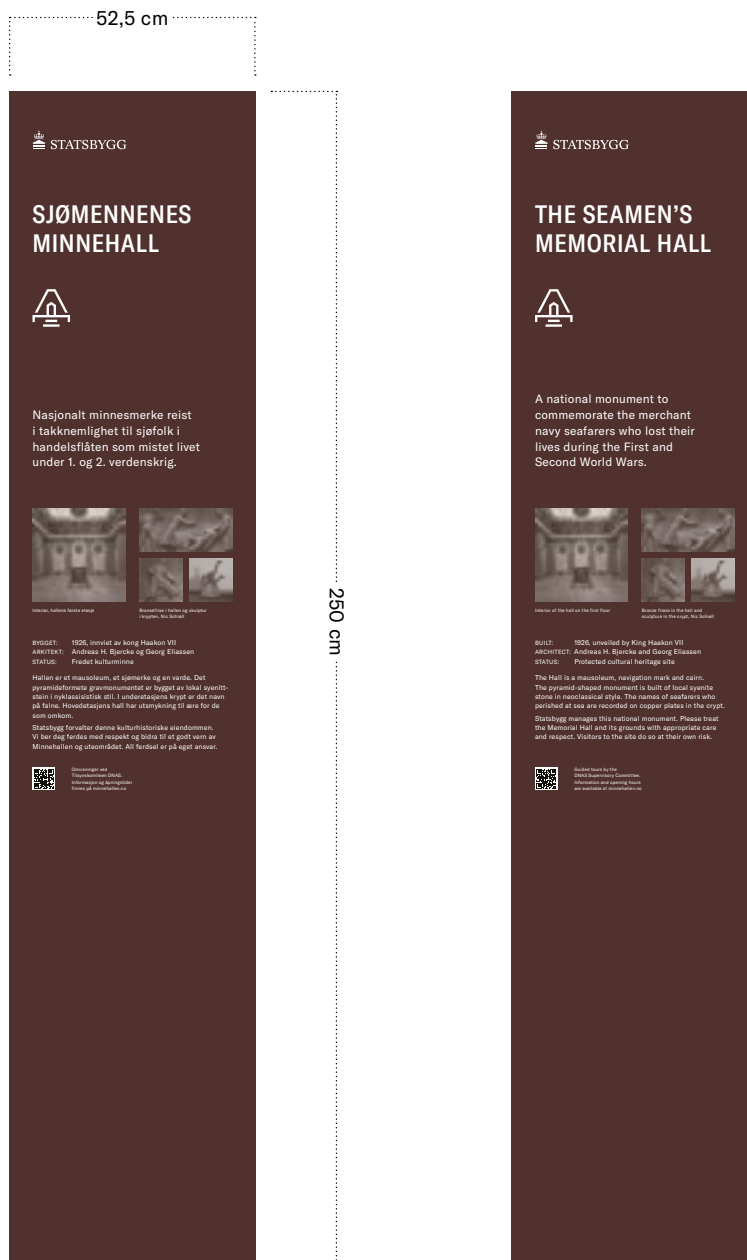 52,5 cm
STATSBYGG
SJØMENNENES
MINNEHALL
Nasjonalt minnesmerke reist
i takknemlighet til sjøfolk i
handelsflåten som mistet livet
under 1. og 2. verdenskrig.
Interiør, hallens første etasje
Bronsefrise i hallen og skulptur
i krypten, Nic Schiøll
BYGGET: 1926, innviet av kong Haakon VII
ARKITEKT: Andreas H. Bjercke og Georg Eliassen
STATUS: Fredet kulturminne
Hallen er et mausoleum, et sjømerke og en varde. Det
pyramideformete gravmonumentet er bygget av lokal syenitt-
stein i nyklassisistisk stil. I underetasjens krypt er det navn
på falne. Hovedetasjens hall har utsmykning til ære for de
som omkom.
Statsbygg forvalter denne kulturhistoriske eiendommen.
Vi ber deg ferdes med respekt og bidra til et godt vern av
Minnehallen og uteområdet. All ferdsel er på eget ansvar.
Omvisninger ved
Tilsynskomiteen DNAS.
Informasjon og åpningstider
finnes på minnehallen.no
250 cm
STATSBYGG
THE SEAMEN'S
MEMORIAL HALL
A national monument to
commemorate the merchant
navy seafarers who lost their
lives during the First and
Second World Wars.
Interior of the hall on the first floor
Bronze frieze in the hall and
sculpture in the crypt, Nic Schiøll
BUILT: 1926, unveiled by King Haakon VII
ARCHITECT: Andreas H. Bjercke and Georg Eliassen
STATUS: Protected cultural heritage site
The Hall is a mausoleum, navigation mark and cairn.
The pyramid-shaped monument is built of local syenite
stone in neoclassical style. The names of seafarers who
perished at sea are recorded on copper plates in the crypt.
Statsbygg manages this national monument. Please treat
the Memorial Hall and its grounds with appropriate care
and respect. Visitors to the site do so at their own risk.
Guided tours by the
DNAS Supervisory Committee.
Information and opening hours
are available at minnehallen.no